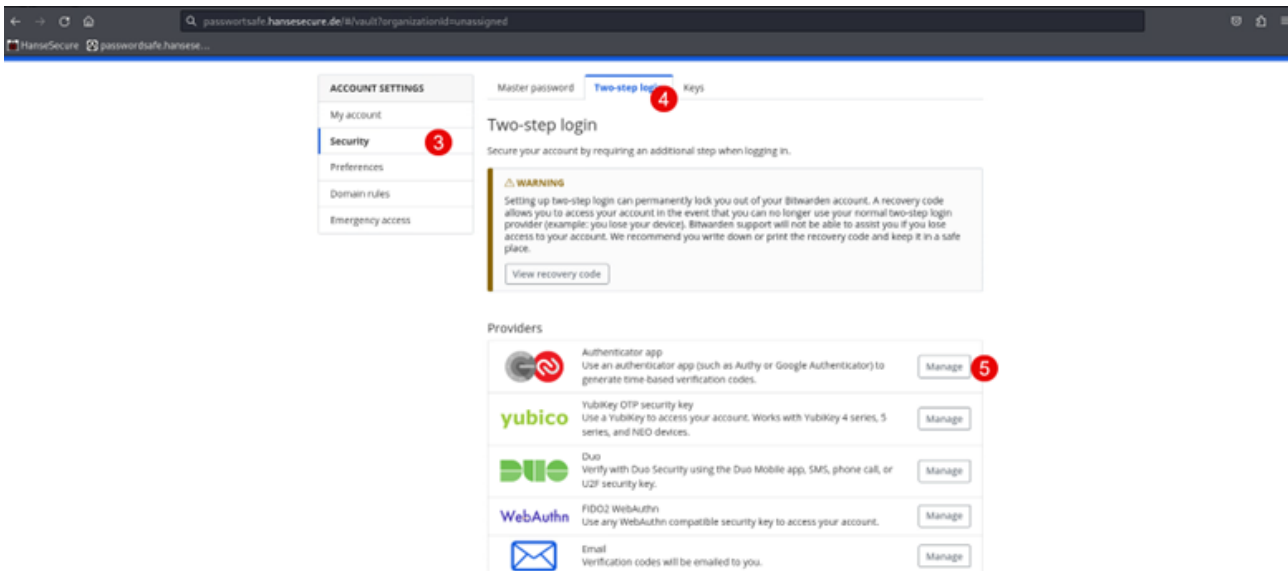 passwortsafe.hansesecure.de/#/vault?organizationId=unassigned
HanseSecure passwordsafe.hansese...
ACCOUNT SETTINGS
My account
Security
3
Preferences
Domain rules
Emergency access
Master password Two-step login 4 Keys
Two-step login
Secure your account by requiring an additional step when logging in.
WARNING
Setting up two-step login can permanently lock you out of your Bitwarden account. A recovery code
allows you to access your account in the event that you can no longer use your normal two-step login
provider (example: you lose your device). Bitwarden support will not be able to assist you if you lose
access to your account. We recommend you write down or print the recovery code and keep it in a safe
place.
View recovery code
Providers
Authenticator app
Use an authenticator app (such as Authy or Google Authenticator) to
generate time-based verification codes.
Manage 5
yubico
YubiKey OTP security key
Use a YubiKey to access your account. Works with YubiKey 4 series, 5
series, and NEO devices.
Manage
DUO
Duo
Verify with Duo Security using the Duo Mobile app, SMS, phone call, or
U2F security key.
Manage
WebAuthn
FIDO2 WebAuthn
Use any WebAuthn compatible security key to access your account.
Manage
Email
Verification codes will be emailed to you.
Manage